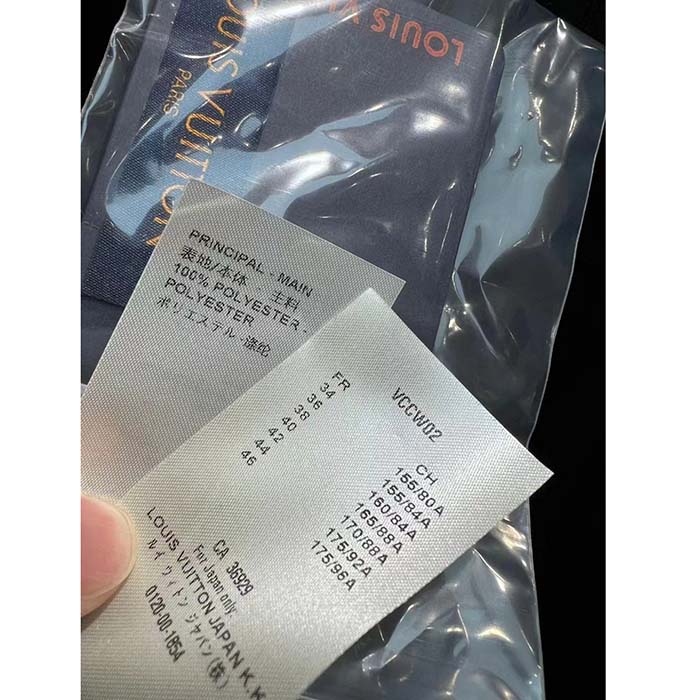 LOUIS V
OUIS VUITTON
PARIS
PRINCIPAL - MAIN
表地/本体 - 主料
100% POLYESTER -
POLYESTER
ポリエステル -涤纶
VCCW02
FR CH
34 155/80A
36 155/84A
38 160/84A
40 165/88A
42 170/88A
44 175/92A
46 175/96A
CA 36929
For Japan only:
LOUIS VUITTON JAPAN K.K
ルイ ヴィトン ジャパン(株)
0120-00-1854